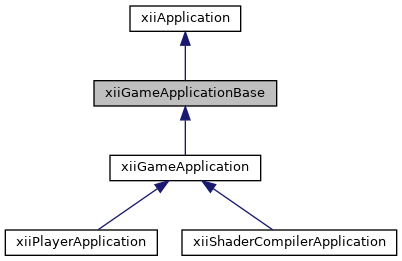 xiiApplication
xiiGameApplicationBase
xiiGameApplication
xiiPlayerApplication
xiiShaderCompilerApplication